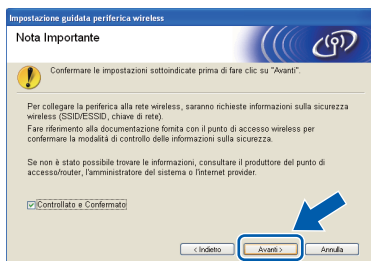 Impostazione guidata periferica wireless
Nota Importante
Confermare le impostazioni sottoindicate prima di fare clic su "Avanti".
Per collegare la periferica alla rete wireless, saranno richieste informazioni sulla sicurezza
wireless (SSID/ESSID, chiave di rete).
Fare riferimento alla documentazione fornita con il punto di accesso wireless per
confermare la modalità di controllo delle informazioni sulla sicurezza.
Se non è stato possibile trovare le informazioni, consultare il produttore del punto di
accesso/router, l'amministratore del sistema o l'internet provider.
Controllato e Confermato
< Indietro
Avanti >
Annulla